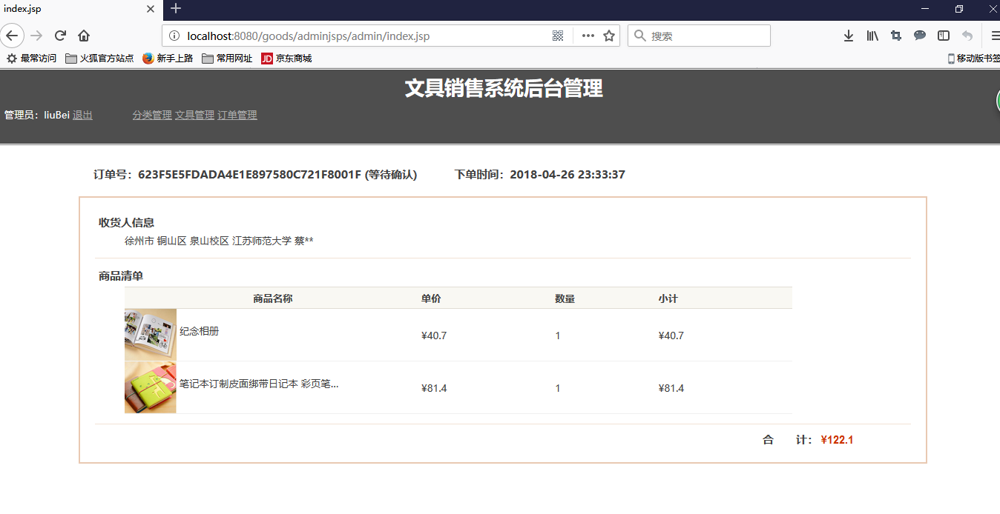 index.jsp
localhost:8080/goods/adminjsps/admin/index.jsp
搜索
最常访问 火狐官方站点 新手上路 常用网址 JD 京东商城 移动版书签
文具销售系统后台管理
管理员：liuBei 退出 分类管理 文具管理 订单管理
订单号：623F5E5FDADA4E1E897580C721F8001F (等待确认) 下单时间：2018-04-26 23:33:37
收货人信息
徐州市 铜山区 泉山校区 江苏师范大学 蔡**
商品清单
商品名称 单价 数量 小计
纪念相册 ¥40.7 1 ¥40.7
笔记本订制皮面绑带日记本 彩页笔... ¥81.4 1 ¥81.4
合 计： ¥122.1